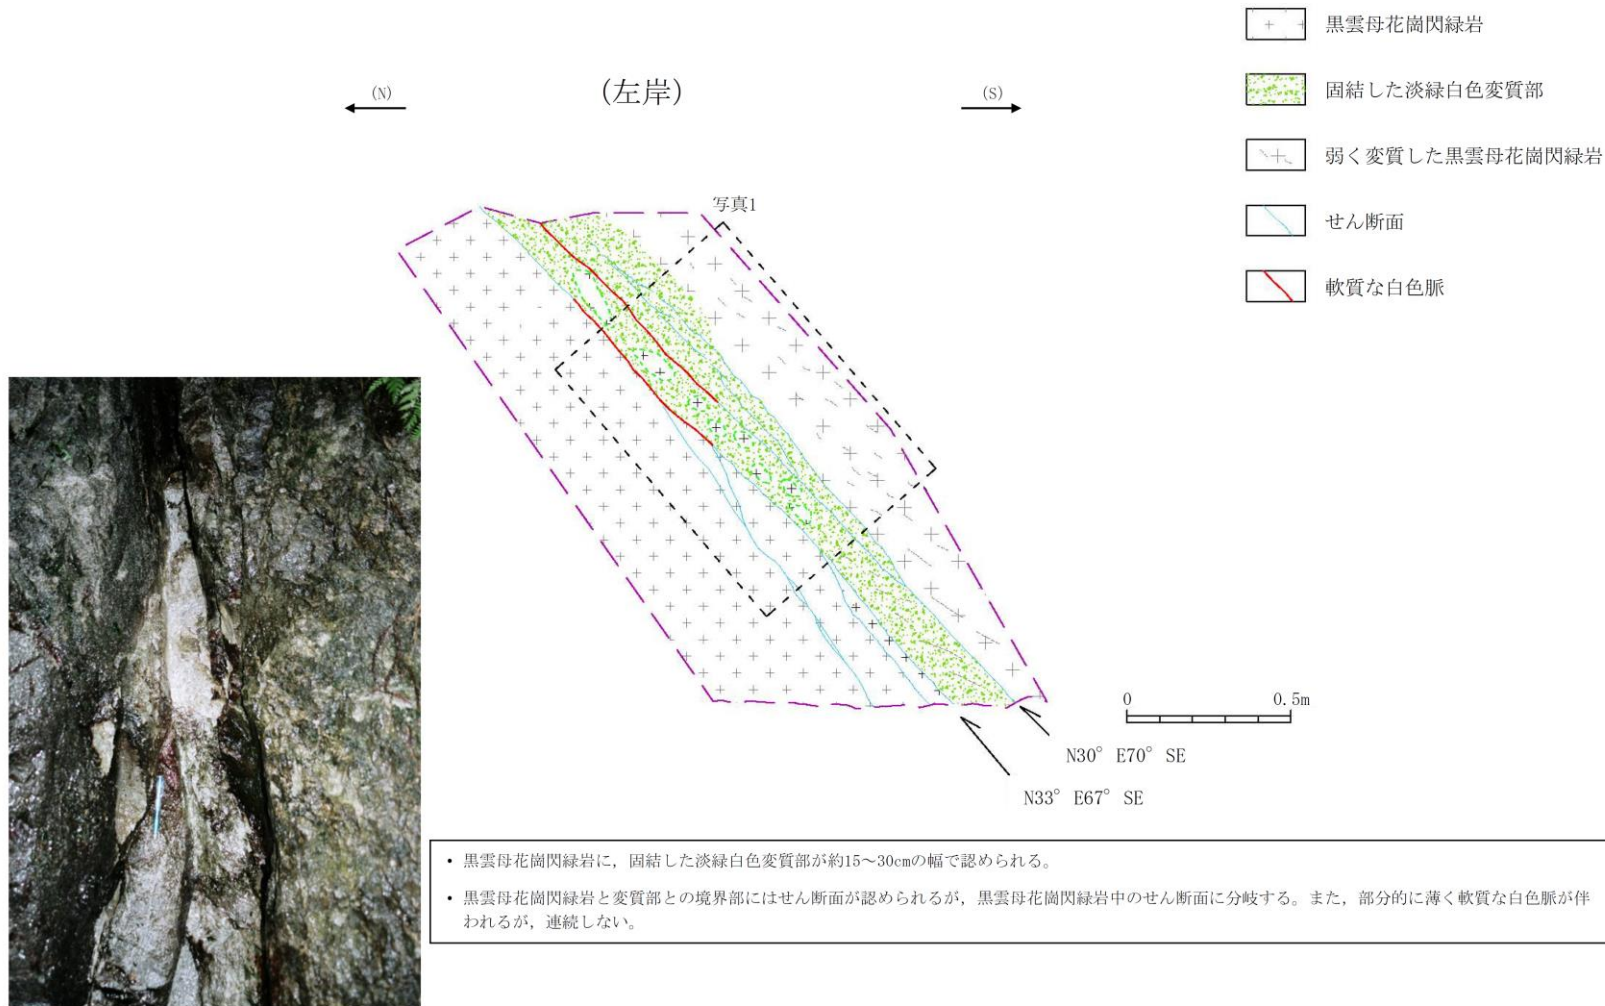 黒雲母花崗閃緑岩
固結した淡緑白色変質部
弱く変質した黒雲母花崗閃緑岩
せん断面
軟質な白色脈
(N)
(左岸)
(S)
写真1
0 0.5m
N30° E70° SE
N33° E67° SE
• 黒雲母花崗閃緑岩に，固結した淡緑白色変質部が約15～30cmの幅で認められる。
• 黒雲母花崗閃緑岩と変質部との境界部にはせん断面が認められるが，黒雲母花崗閃緑岩中のせん断面に分岐する。また，部分的に薄く軟質な白色脈が伴
われるが，連続しない。